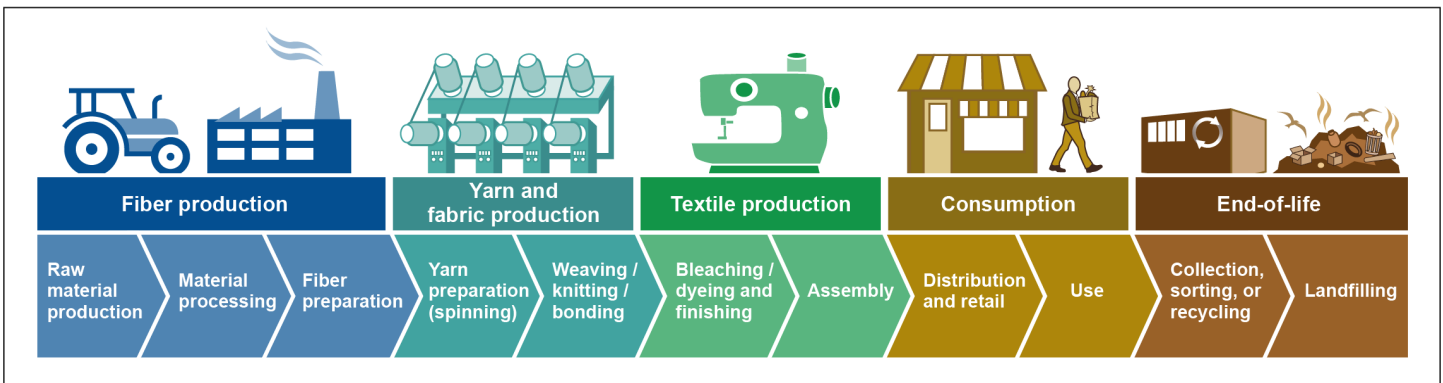 Fiber production
Yarn and
fabric production
Textile production
Consumption
End-of-life
Raw
material
production
Material
processing
Fiber
preparation
Yarn
preparation
(spinning)
Weaving /
knitting /
bonding
Bleaching /
dyeing and
finishing
Assembly
Distribution
and retail
Use
Collection,
sorting, or
recycling
Landfilling